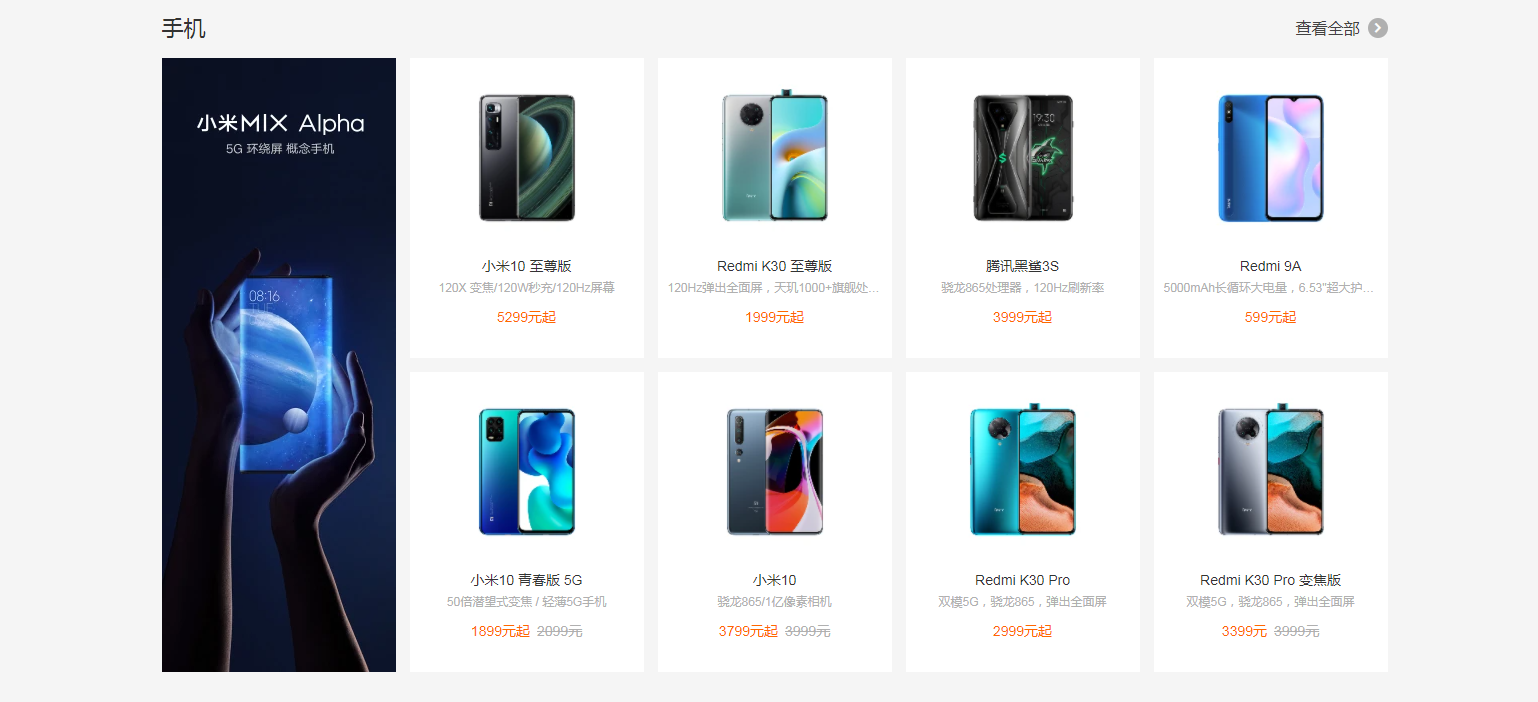 手机
查看全部
小米MIX Alpha
5G 环绕屏 概念手机
08:16
TUE
小米10 至尊版
120X 变焦/120W秒充/120Hz屏幕
5299元起
Redmi K30 至尊版
120Hz弹出全面屏，天玑1000+旗舰处...
1999元起
19:30
腾讯黑鲨3S
骁龙865处理器，120Hz刷新率
3999元起
Redmi 9A
5000mAh长循环大电量，6.53"超大护...
599元起
小米10 青春版 5G
50倍潜望式变焦 / 轻薄5G手机
1899元起 2099元
小米10
骁龙865/1亿像素相机
3799元起 3999元
Redmi K30 Pro
双模5G，骁龙865，弹出全面屏
2999元起
Redmi K30 Pro 变焦版
双模5G，骁龙865，弹出全面屏
3399元 3999元